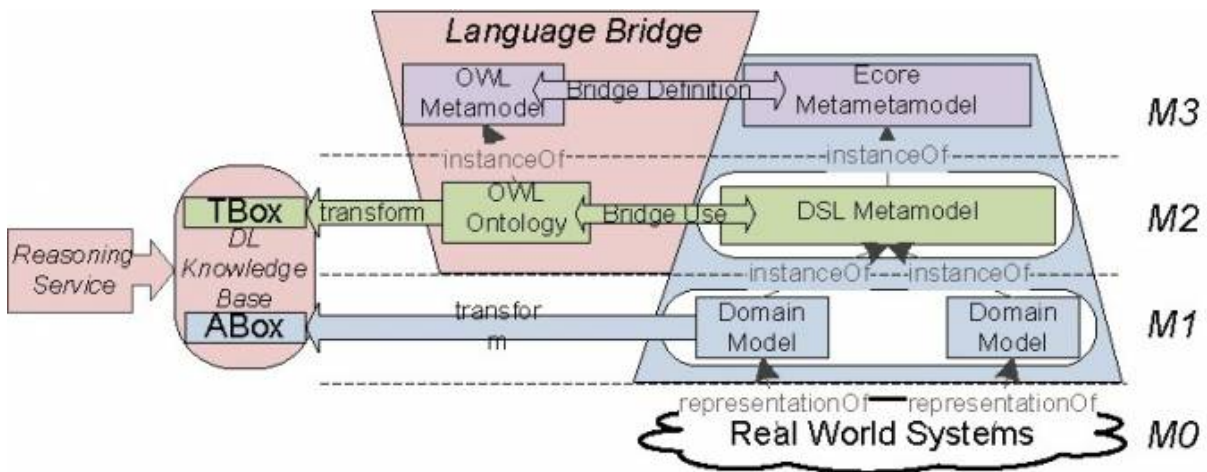 Language Bridge
OWL
Metamodel
Bridge Definition
Ecore
Metametamodel
M3
instanceOf
instanceOf
TBox
transform
OWL
Ontology
Bridge Use
DSL Metamodel
M2
Reasoning
Service
DL
Knowledge
Base
instanceOf
instanceOf
ABox
transfor
m
Domain
Model
Domain
Model
M1
representationOf
representationOf
Real World Systems
M0